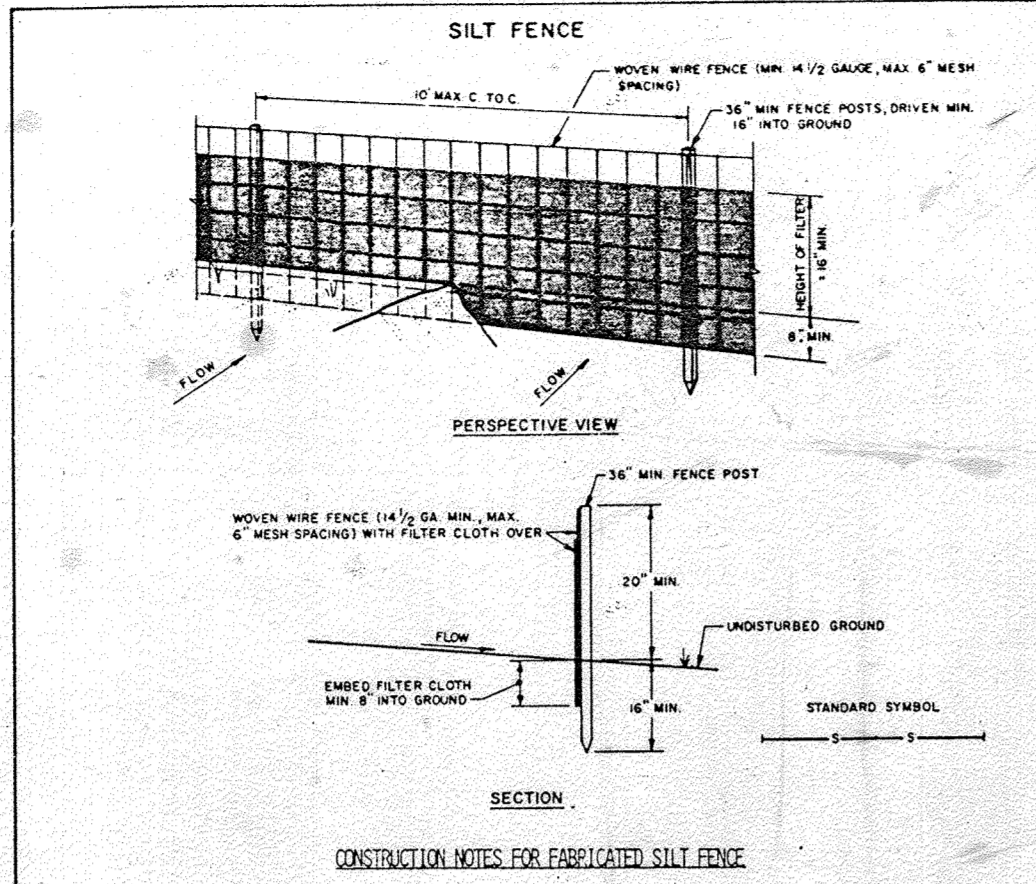 SILT FENCE
WOVEN WIRE FENCE (MIN. 14 1/2 GAUGE, MAX. 6" MESH
SPACING)
10' MAX. C. TO C.
36" MIN. FENCE POSTS, DRIVEN MIN.
16" INTO GROUND
HEIGHT OF FILTER
= 16" MIN.
8" MIN.
FLOW
FLOW
PERSPECTIVE VIEW
36" MIN. FENCE POST
WOVEN WIRE FENCE (14 1/2 GA. MIN., MAX.
6" MESH SPACING) WITH FILTER CLOTH OVER
20" MIN.
UNDISTURBED GROUND
FLOW
EMBED FILTER CLOTH
MIN. 8" INTO GROUND
16" MIN.
STANDARD SYMBOL
S S
SECTION
CONSTRUCTION NOTES FOR FABRICATED SILT FENCE